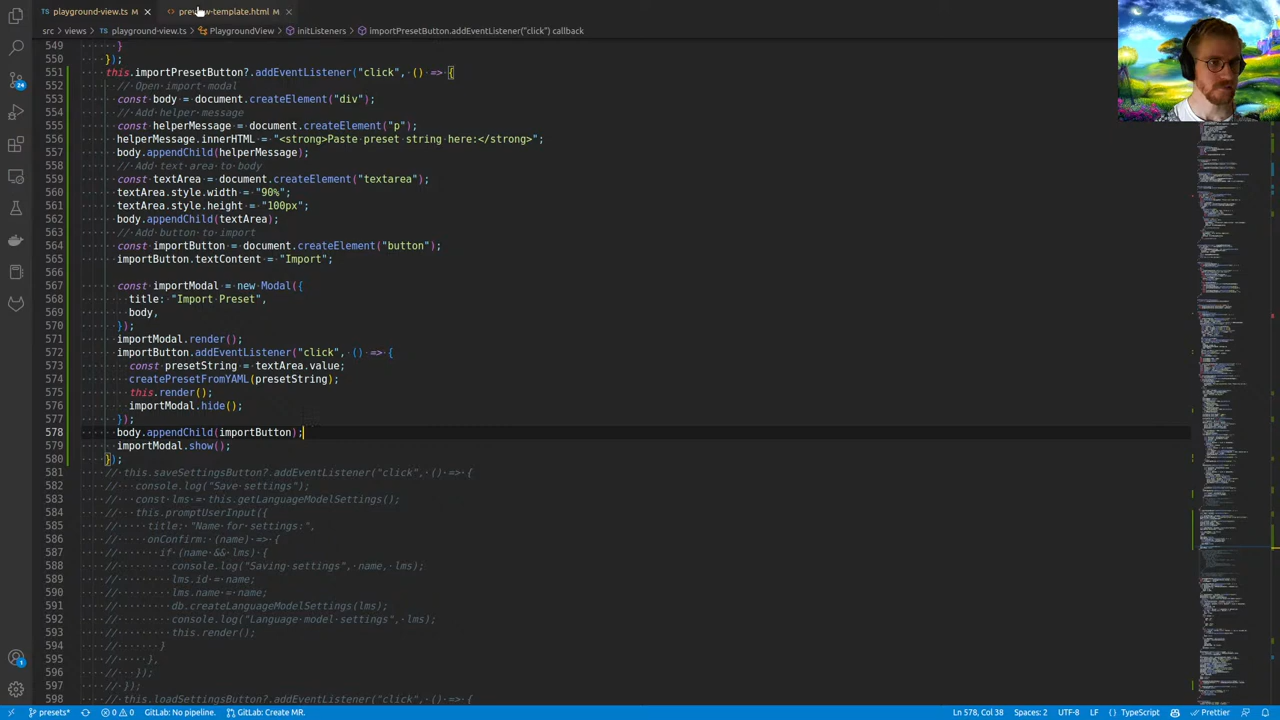 playground-view.ts M
preview-template.html M
src > views > playground-view.ts > PlaygroundView > initListeners > importPresetButton.addEventListener("click") callback
549 }
550 });
551 this.importPresetButton?.addEventListener("click", () => {
552 // Open import modal
553 const body = document.createElement("div");
554 // Add helper message
555 const helperMessage = document.createElement("p");
556 helperMessage.innerHTML = "<strong>Paste preset string here:</strong>";
557 body.appendChild(helperMessage);
558 // Add text area to body
559 const textArea = document.createElement("textarea");
560 textArea.style.width = "90%";
561 textArea.style.height = "100px";
562 body.appendChild(textArea);
563 // Add button to import
564 const importButton = document.createElement("button");
565 importButton.textContent = "Import";
566
567 const importModal = new Modal({
568 title: "Import Preset",
569 body
570 });
571 importModal.render();
572 importButton.addEventListener("click", () => {
573 const presetString = textArea.value;
574 createPresetFromYAML(presetString);
575 this.render();
576 importModal.hide();
577 });
578 body.appendChild(importButton);
579 importModal.show();
580 });
581 // this.saveSettingsButton?.addEventListener("click", () => {
582 // console.log("Save settings");
583 // const lms = this.getLanguageModelSettings();
584 // this.promptUserInput({
585 // title: "Name for settings:",
586 // onConfirm: (name) => {
587 // if (name && lms) {
588 // console.log("Saving settings", name, lms);
589 // lms.id = name;
590 // lms.name = name;
591 // db.createLanguageModelSettings(lms);
592 // console.log("Language model settings", lms);
593 // this.render();
594 // }
595 // },
596 // });
597 // });
598 // this.loadSettingsButton?.addEventListener("click", () => {
24
1
presets* 0 0 GitLab: No pipeline. GitLab: Create MR. Ln 578, Col 38 Spaces: 2 UTF-8 LF {} TypeScript Prettier